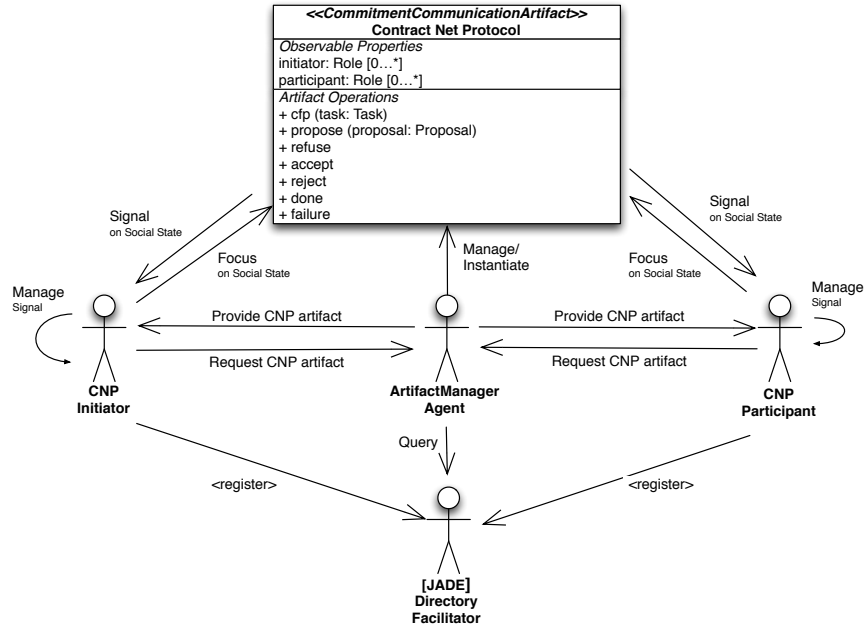 <<CommitmentCommunicationArtifact>>
Contract Net Protocol
Observable Properties
initiator: Role [0...*]
participant: Role [0...*]
Artifact Operations
+ cfp (task: Task)
+ propose (proposal: Proposal)
+ refuse
+ accept
+ reject
+ done
+ failure
Signal
on Social State
Focus
on Social State
Manage/
Instantiate
Signal
on Social State
Focus
on Social State
Manage
Signal
Provide CNP artifact
Request CNP artifact
Provide CNP artifact
Request CNP artifact
Manage
Signal
CNP
Initiator
ArtifactManager
Agent
CNP
Participant
Query
<register>
<register>
[JADE]
Directory
Facilitator